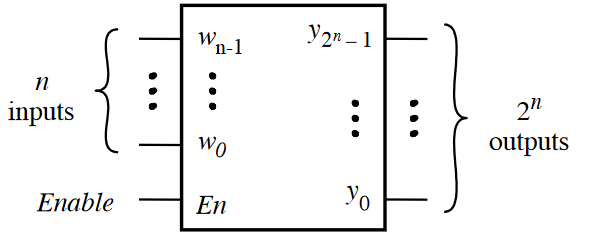 n inputs
w_{n-1}
w_0
Enable
En
y_{2^n – 1}
y_0
2^n outputs